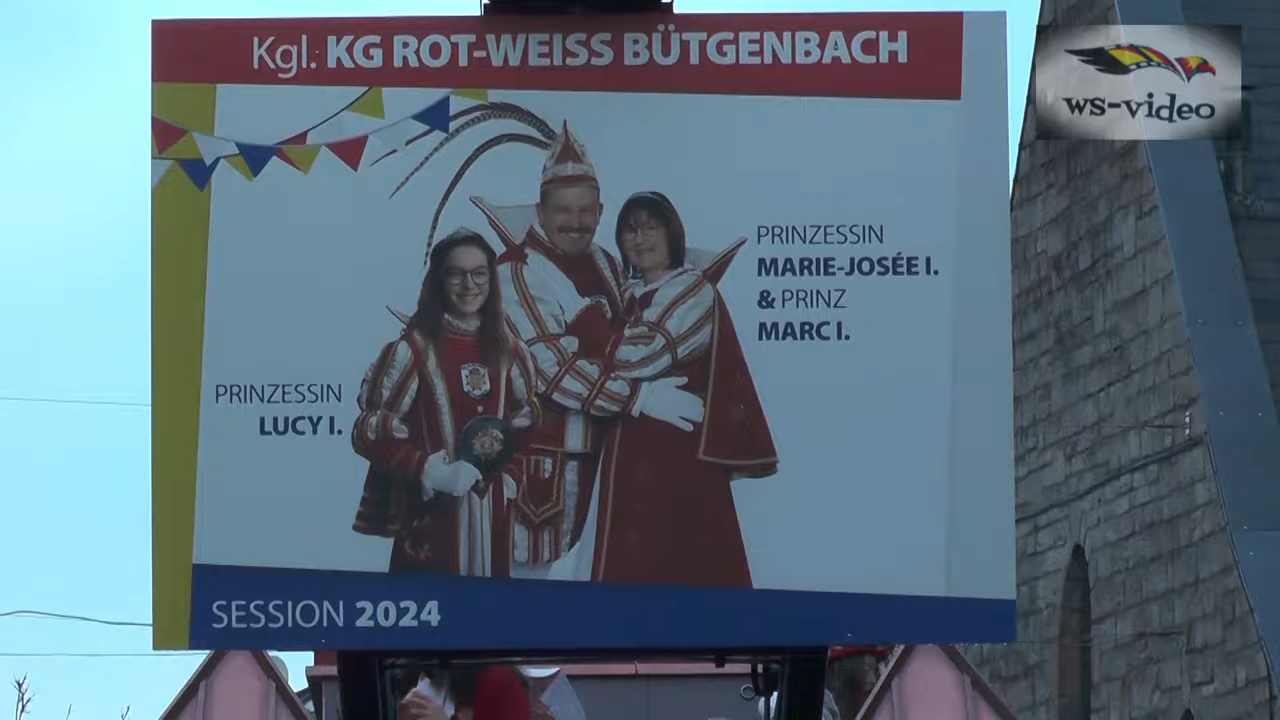 Kgl. KG ROT-WEISS BÜTGENBACH
ws-video
PRINZESSIN
MARIE-JOSÉE I.
& PRINZ
MARC I.
PRINZESSIN
LUCY I.
SESSION 2024